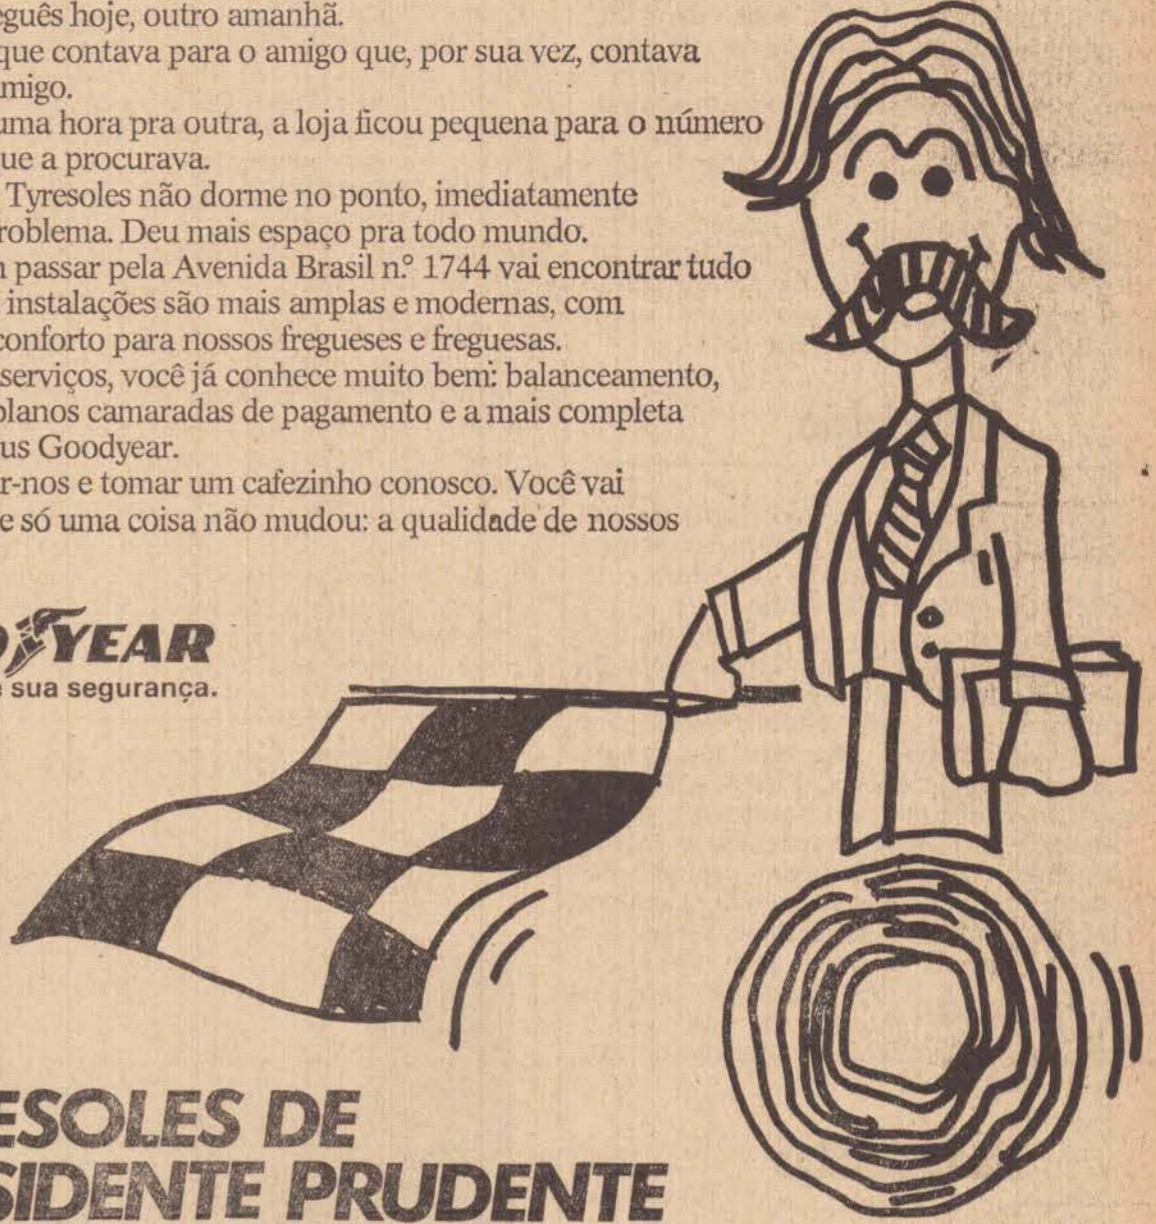 eguês hoje, outro amanhã.
que contava para o amigo que, por sua vez, contava
migo.
uma hora pra outra, a loja ficou pequena para o número
ue a procurava.
Tyresoles não dorme no ponto, imediatamente
roblema. Deu mais espaço pra todo mundo.
passar pela Avenida Brasil n.º 1744 vai encontrar tudo
instalações são mais amplas e modernas, com
conforto para nossos fregueses e freguesas.
serviços, você já conhece muito bem: balanceamento,
planos camaradas de pagamento e a mais completa
us Goodyear.
r-nos e tomar um cafezinho conosco. Você vai
e só uma coisa não mudou: a qualidade de nossos
YEAR
sua segurança.
ESOLES DE
SIDENTE PRUDENTE